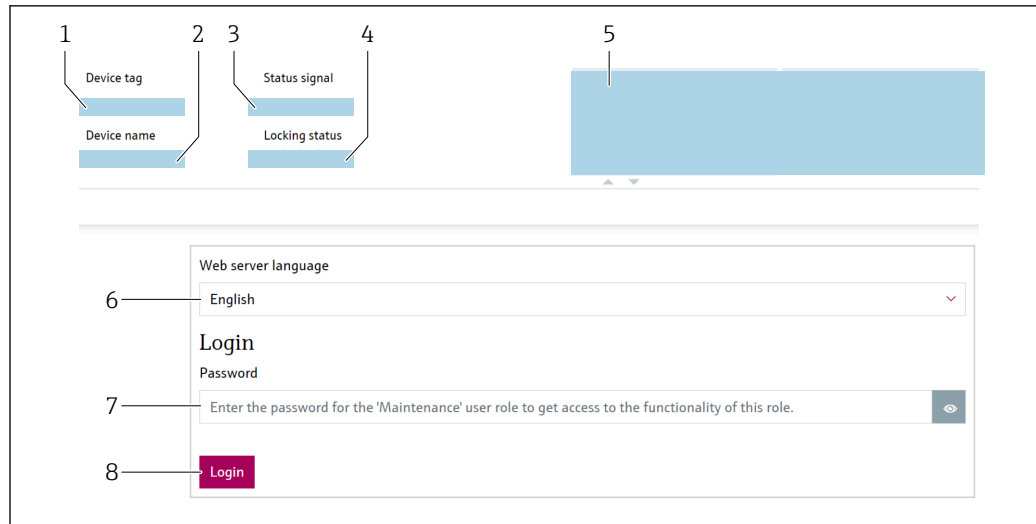 1 2 3 4 5
Device tag Status signal
Device name Locking status
Web server language
6 English
Login
Password
7 Enter the password for the 'Maintenance' user role to get access to the functionality of this role.
8 Login